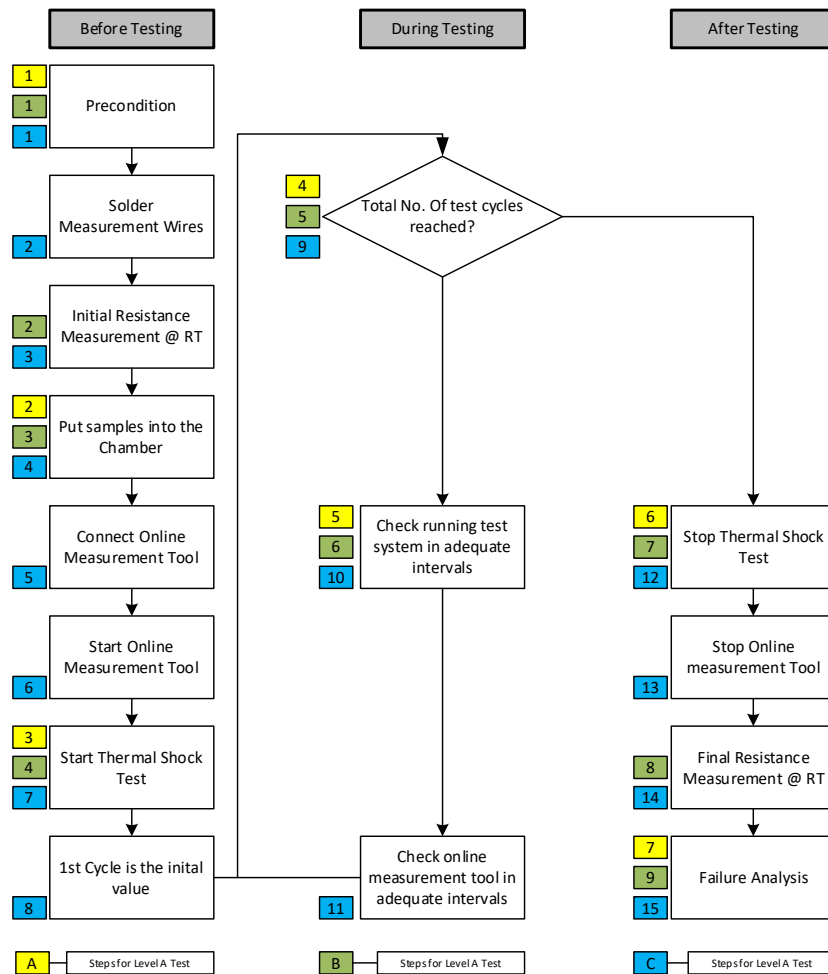 Before Testing
During Testing
After Testing
1
1
1
Precondition
2
Solder
Measurement Wires
2
3
Initial Resistance
Measurement @ RT
2
3
4
Put samples into the
Chamber
5
Connect Online
Measurement Tool
6
Start Online
Measurement Tool
3
4
7
Start Thermal Shock
Test
8
1st Cycle is the inital
value
4
5
9
Total No. Of test cycles
reached?
5
6
10
Check running test
system in adequate
intervals
11
Check online
measurement tool in
adequate intervals
6
7
12
Stop Thermal Shock
Test
13
Stop Online
measurement Tool
8
14
Final Resistance
Measurement @ RT
7
9
15
Failure Analysis
A
Steps for Level A Test
B
Steps for Level A Test
C
Steps for Level A Test